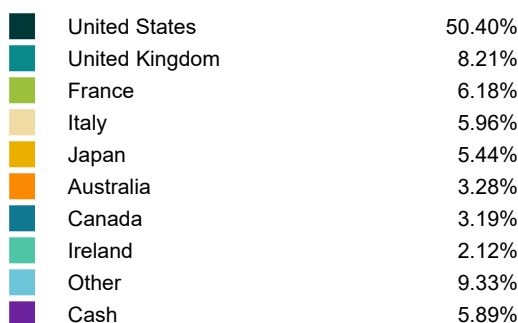 United States 50.40%
United Kingdom 8.21%
France 6.18%
Italy 5.96%
Japan 5.44%
Australia 3.28%
Canada 3.19%
Ireland 2.12%
Other 9.33%
Cash 5.89%